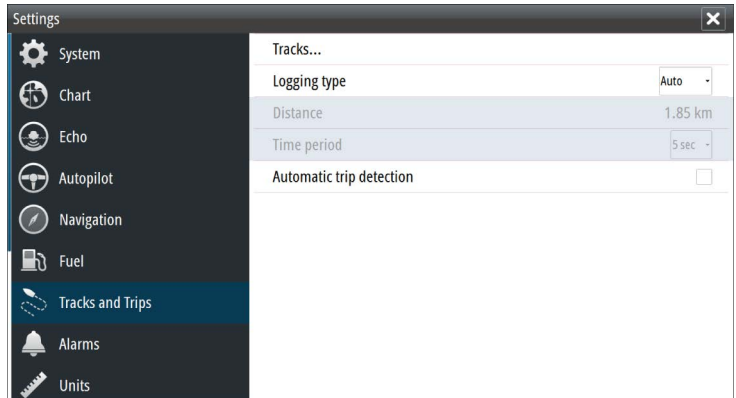 Settings
System
Chart
Echo
Autopilot
Navigation
Fuel
Tracks and Trips
Alarms
Units
Tracks...
Logging type Auto
Distance 1.85 km
Time period 5 sec
Automatic trip detection